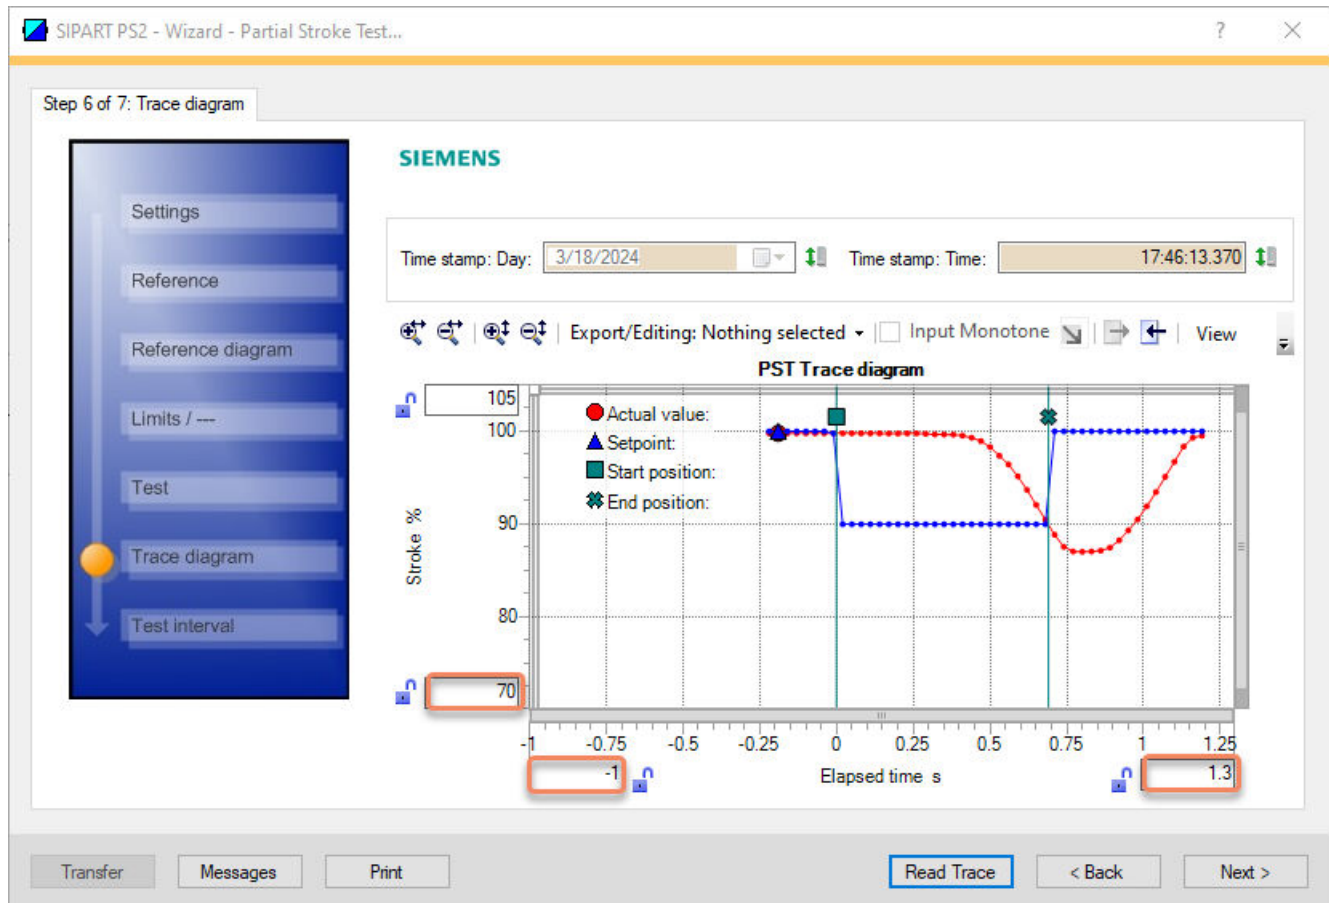 SIPART PS2 - Wizard - Partial Stroke Test...
?
Step 6 of 7: Trace diagram
SIEMENS
Settings
Reference
Reference diagram
Limits / ---
Test
Trace diagram
Test interval
Time stamp: Day: 3/18/2024 Time stamp: Time: 17:46:13.370
Export/Editing: Nothing selected Input Monotone View
PST Trace diagram
105
100
90
80
70
Stroke %
Actual value:
Setpoint:
Start position:
End position:
-1 -0.75 -0.5 -0.25 0 0.25 0.5 0.75 1 1.25
-1 Elapsed time s 1.3
Transfer Messages Print Read Trace < Back Next >